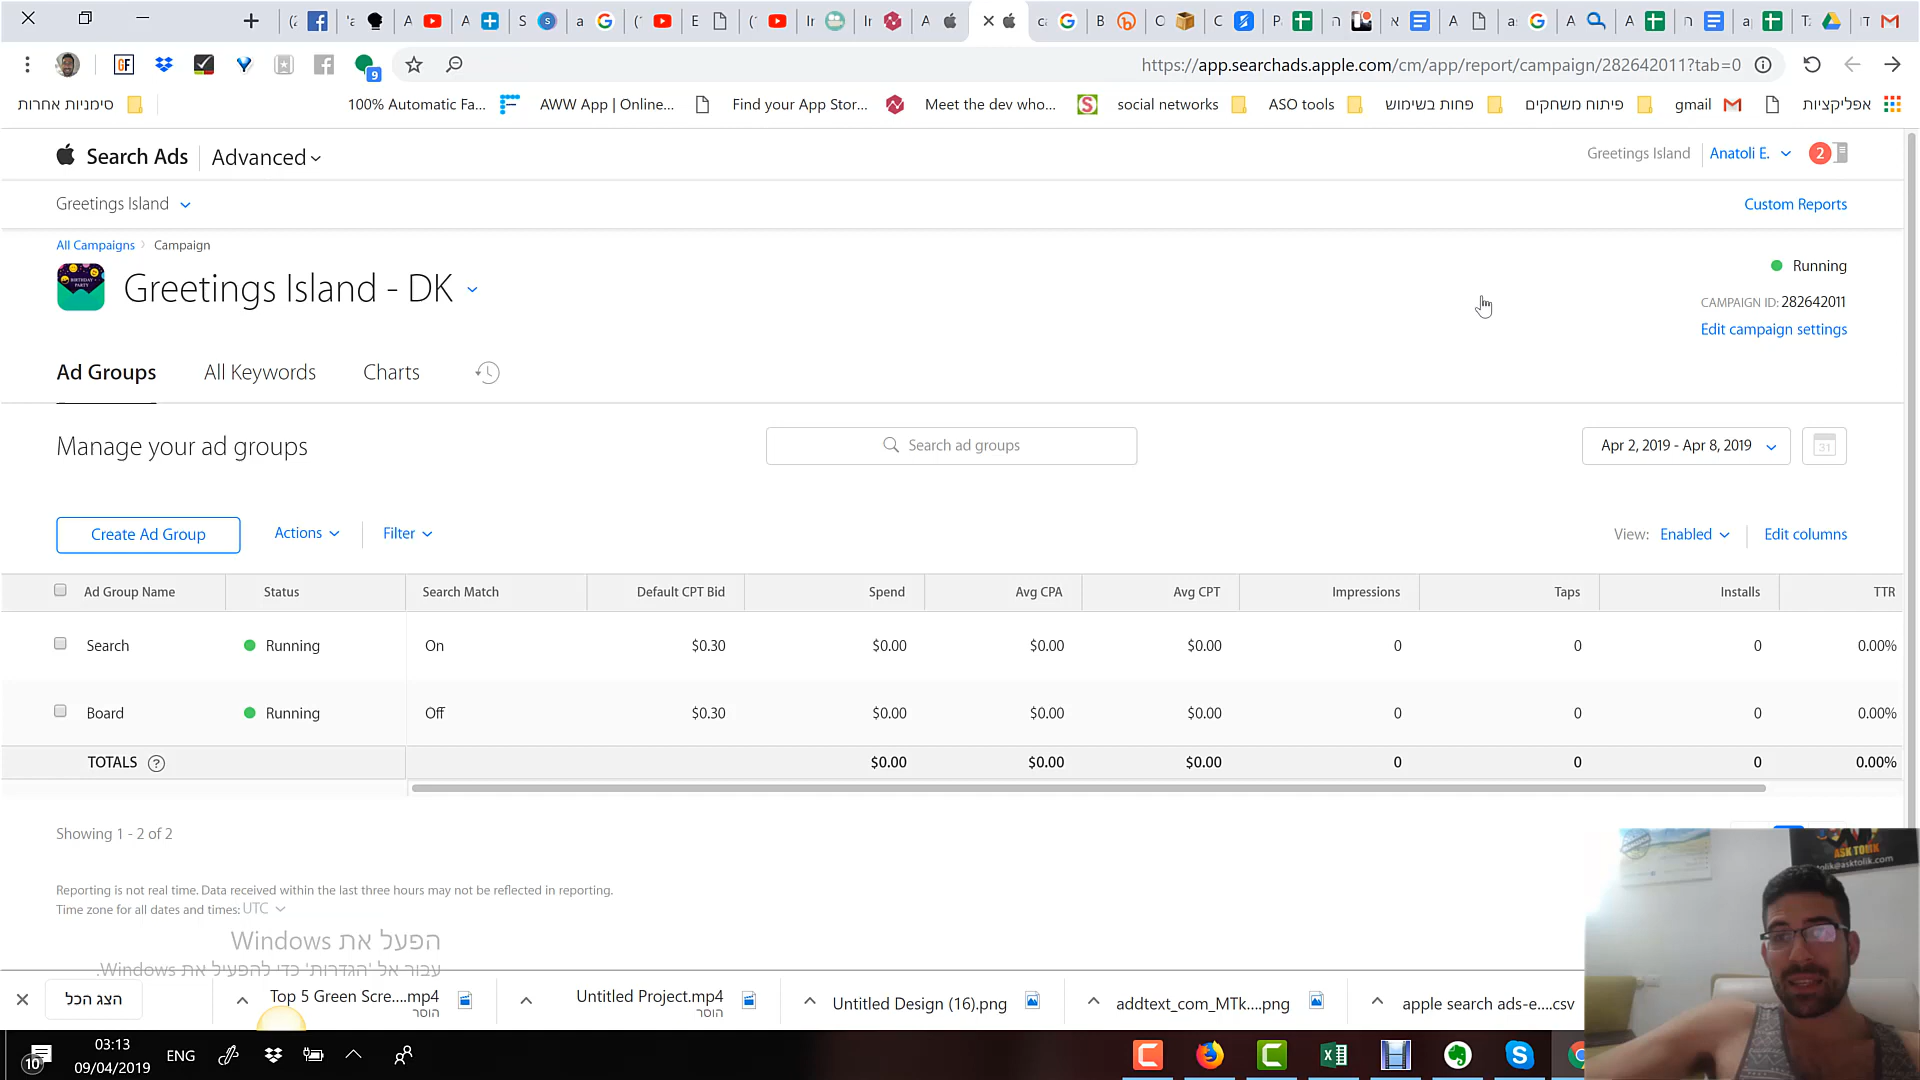 https://app.searchads.apple.com/cm/app/report/campaign/282642011?tab=0
סימניות אחרות
100% Automatic Fa...
AWW App | Online...
Find your App Stor...
Meet the dev who...
social networks
ASO tools
פחות בשימוש
פיתוח משחקים
gmail
אפליקציות
Search Ads
Advanced
Greetings Island
Anatoli E.
2
Greetings Island
Custom Reports
All Campaigns
Campaign
Greetings Island - DK
Running
CAMPAIGN ID: 282642011
Edit campaign settings
Ad Groups
All Keywords
Charts
Manage your ad groups
Search ad groups
Apr 2, 2019 - Apr 8, 2019
31
Create Ad Group
Actions
Filter
View: Enabled
Edit columns
Ad Group Name Status Search Match Default CPT Bid Spend Avg CPA Avg CPT Impressions Taps Installs TTR
Search Running On $0.30 $0.00 $0.00 $0.00 0 0 0 0.00%
Board Running Off $0.30 $0.00 $0.00 $0.00 0 0 0 0.00%
TOTALS ? $0.00 $0.00 $0.00 0 0 0 0.00%
Showing 1 - 2 of 2
Reporting is not real time. Data received within the last three hours may not be reflected in reporting.
Time zone for all dates and times: UTC
הפעל את Windows
עבור אל 'הגדרות' כדי להפעיל את Windows.
ASK TOLIK
הצג הכל
Top 5 Green Scre....mp4
הוסר
Untitled Project.mp4
הוסר
Untitled Design (16).png
addtext_com_MTk....png
apple search ads-e....csv
10
03:13
09/04/2019
ENG